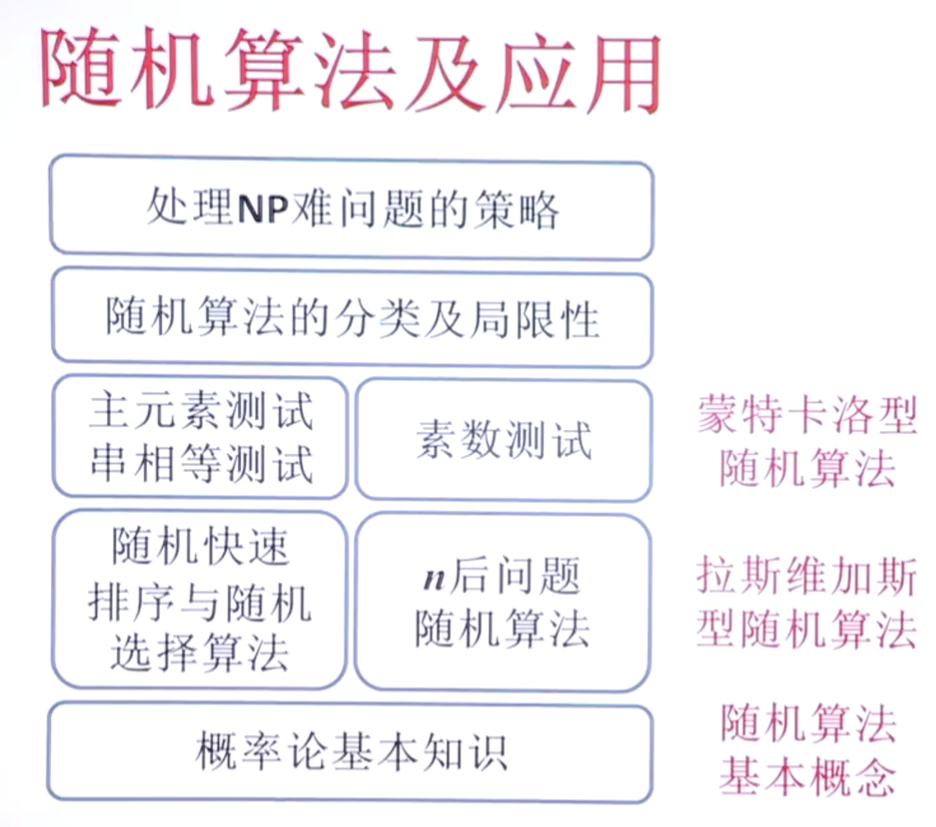 随机算法及应用
处理NP难问题的策略
随机算法的分类及局限性
主元素测试
串相等测试
素数测试
蒙特卡洛型
随机算法
随机快速
排序与随机
选择算法
n后问题
随机算法
拉斯维加斯
型随机算法
概率论基本知识
随机算法
基本概念